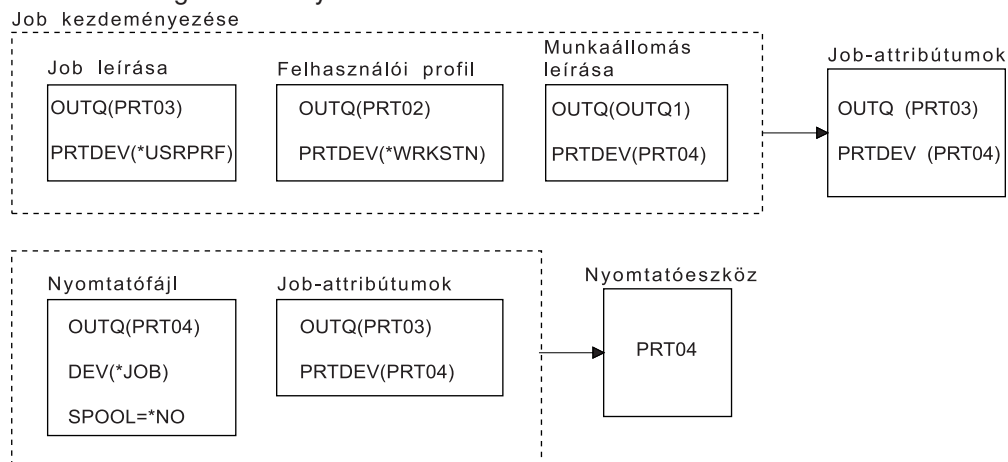 Job kezdeményezése
Job leírása
OUTQ(PRT03)
PRTDEV(*USRPRF)
Felhasználói profil
OUTQ(PRT02)
PRTDEV(*WRKSTN)
Munkaállomás
leírása
OUTQ(OUTQ1)
PRTDEV(PRT04)
Job-attribútumok
OUTQ (PRT03)
PRTDEV (PRT04)
Nyomtatófájl
OUTQ(PRT04)
DEV(*JOB)
SPOOL=*NO
Job-attribútumok
OUTQ(PRT03)
PRTDEV(PRT04)
Nyomtatóeszköz
PRT04